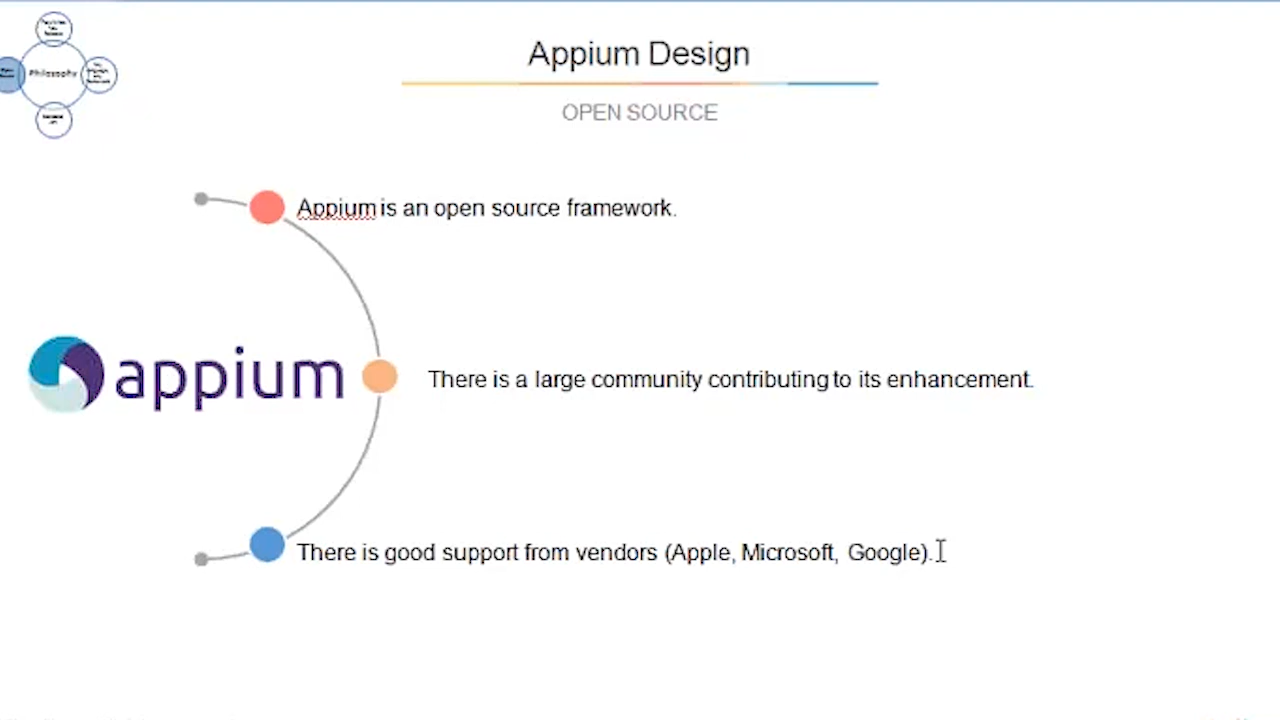 Philosophy
Appium Design
OPEN SOURCE
Appium is an open source framework.
appium
There is a large community contributing to its enhancement.
There is good support from vendors (Apple, Microsoft, Google).